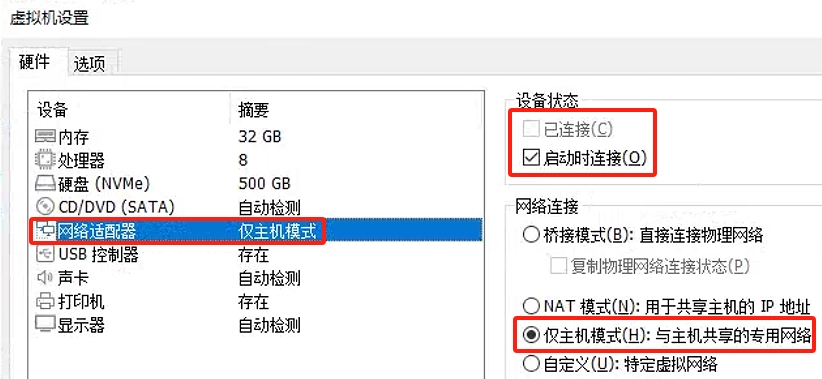 虚拟机设置
硬件 选项
设备 摘要
内存 32 GB
处理器 8
硬盘 (NVMe) 500 GB
CD/DVD (SATA) 自动检测
网络适配器 仅主机模式
USB 控制器 存在
声卡 自动检测
打印机 存在
显示器 自动检测
设备状态
已连接(C)
启动时连接(O)
网络连接
桥接模式(B): 直接连接物理网络
复制物理网络连接状态(P)
NAT 模式(N): 用于共享主机的 IP 地址
仅主机模式(H): 与主机共享的专用网络
自定义(U): 特定虚拟网络